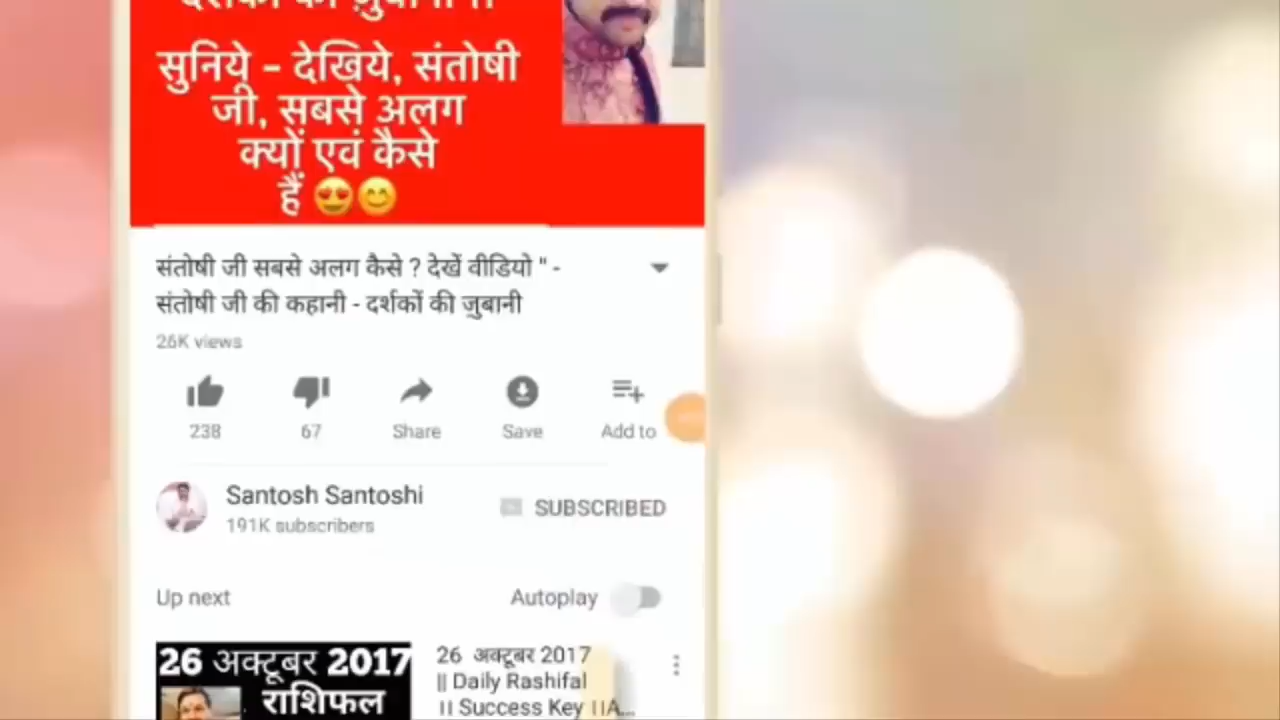 सुनिये - देखिये, संतोषी
जी, सबसे अलग
क्यों एवं कैसे
हैं 😍😊
संतोषी जी सबसे अलग कैसे ? देखें वीडियो " -
संतोषी जी की कहानी - दर्शकों की जुबानी
26K views
238
67
Share
Save
Add to
Santosh Santoshi
191K subscribers
SUBSCRIBED
Up next
Autoplay
26 अक्टूबर 2017
राशिफल
26 अक्टूबर 2017
|| Daily Rashifal
।। Success Key ।।A...